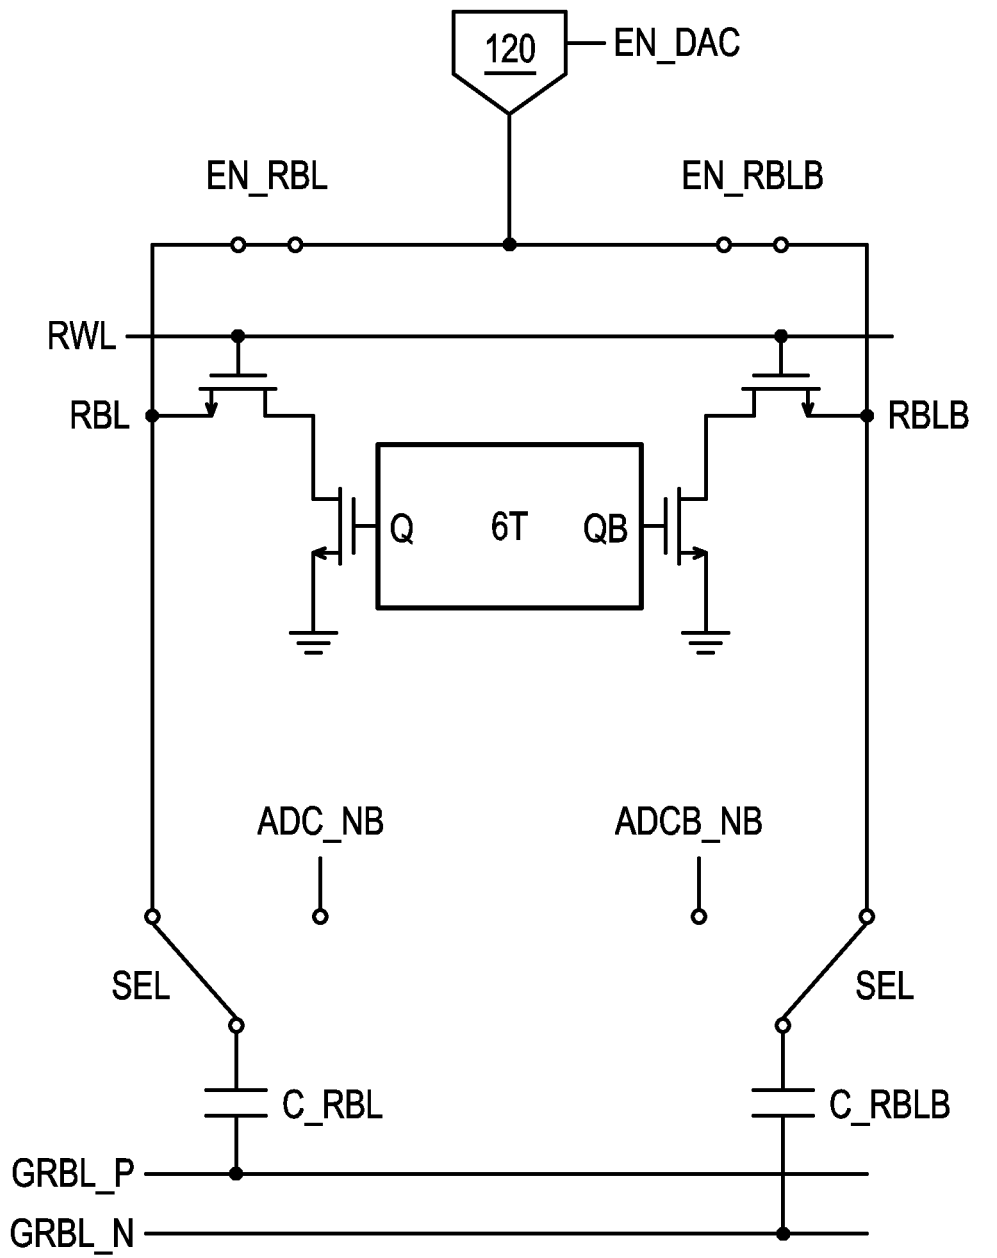 120
EN_DAC
EN_RBL
EN_RBLB
RWL
RBL
RBLB
Q
6T
QB
ADC_NB
ADCB_NB
SEL
SEL
C_RBL
C_RBLB
GRBL_P
GRBL_N